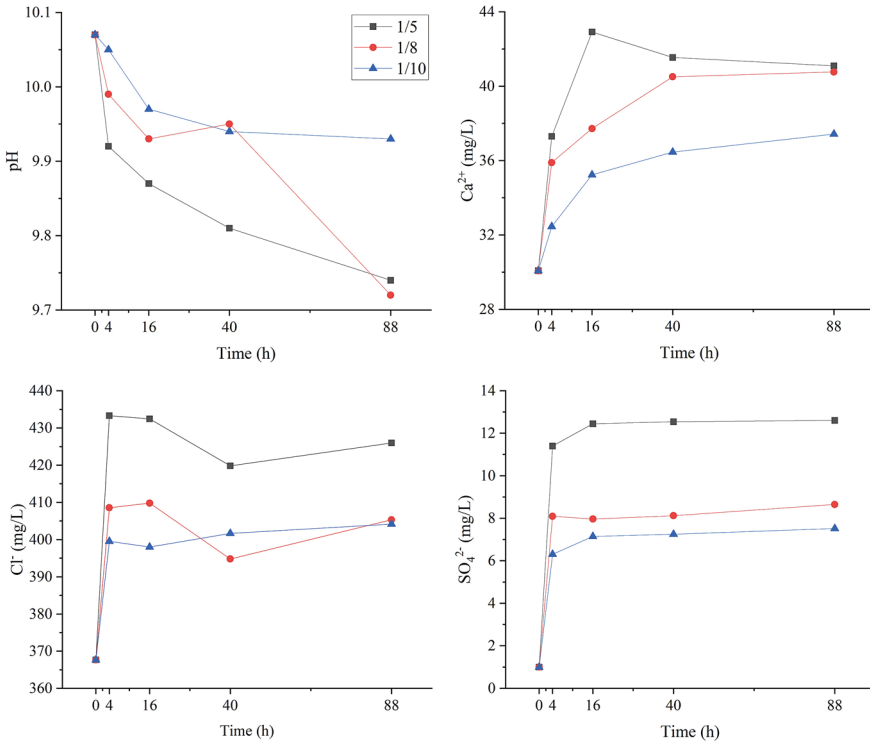 10.1
10.0
9.9
9.8
9.7
pH
1/5
1/8
1/10
0 4 16 40 88
Time (h)
44
40
36
32
28
Ca²⁺ (mg/L)
0 4 16 40 88
Time (h)
440
430
420
410
400
390
380
370
360
Cl⁻ (mg/L)
0 4 16 40 88
Time (h)
14
12
10
8
6
4
2
0
SO₄²⁻ (mg/L)
0 4 16 40 88
Time (h)